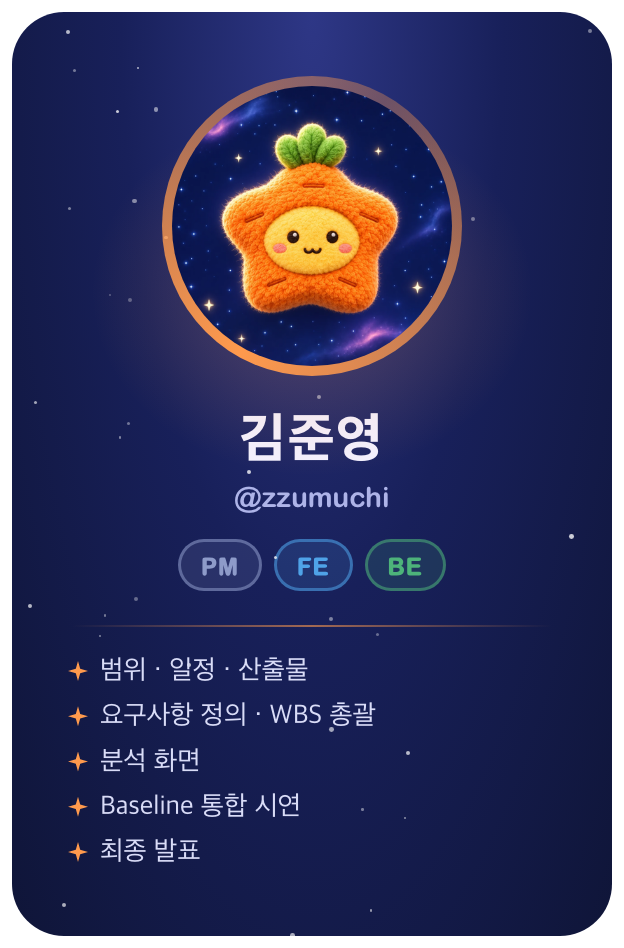 김준영
@zzumuchi
PM FE BE
범위 · 일정 · 산출물
요구사항 정의 · WBS 총괄
분석 화면
Baseline 통합 시연
최종 발표